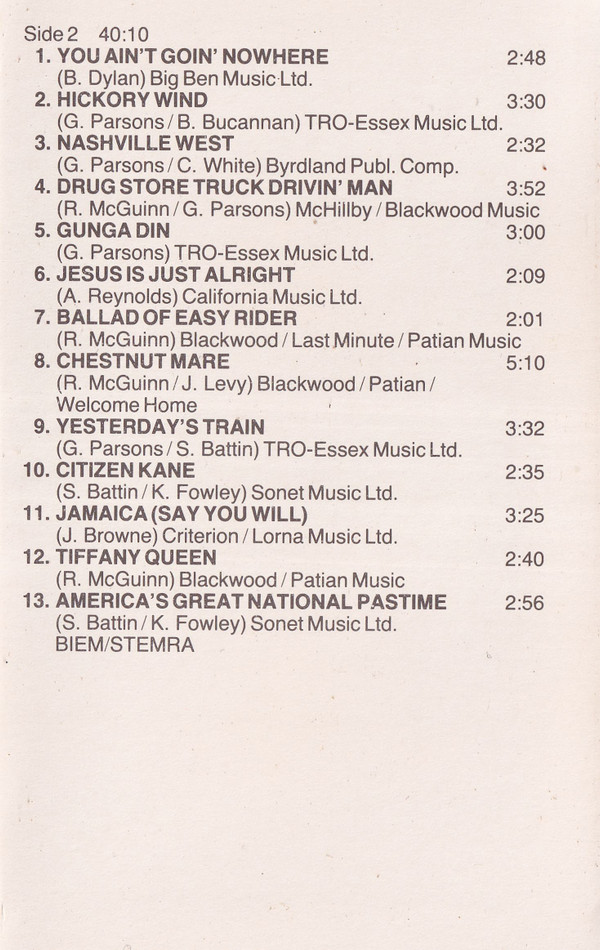 Side 2 40:10
1. YOU AIN'T GOIN' NOWHERE 2:48
(B. Dylan) Big Ben Music Ltd.
2. HICKORY WIND 3:30
(G. Parsons / B. Bucannan) TRO-Essex Music Ltd.
3. NASHVILLE WEST 2:32
(G. Parsons / C. White) Byrdland Publ. Comp.
4. DRUG STORE TRUCK DRIVIN' MAN 3:52
(R. McGuinn / G. Parsons) McHillby / Blackwood Music
5. GUNGA DIN 3:00
(G. Parsons) TRO-Essex Music Ltd.
6. JESUS IS JUST ALRIGHT 2:09
(A. Reynolds) California Music Ltd.
7. BALLAD OF EASY RIDER 2:01
(R. McGuinn) Blackwood / Last Minute / Patian Music
8. CHESTNUT MARE 5:10
(R. McGuinn / J. Levy) Blackwood / Patian /
Welcome Home
9. YESTERDAY'S TRAIN 3:32
(G. Parsons / S. Battin) TRO-Essex Music Ltd.
10. CITIZEN KANE 2:35
(S. Battin / K. Fowley) Sonet Music Ltd.
11. JAMAICA (SAY YOU WILL) 3:25
(J. Browne) Criterion / Lorna Music Ltd.
12. TIFFANY QUEEN 2:40
(R. McGuinn) Blackwood / Patian Music
13. AMERICA'S GREAT NATIONAL PASTIME 2:56
(S. Battin / K. Fowley) Sonet Music Ltd.
BIEM/STEMRA